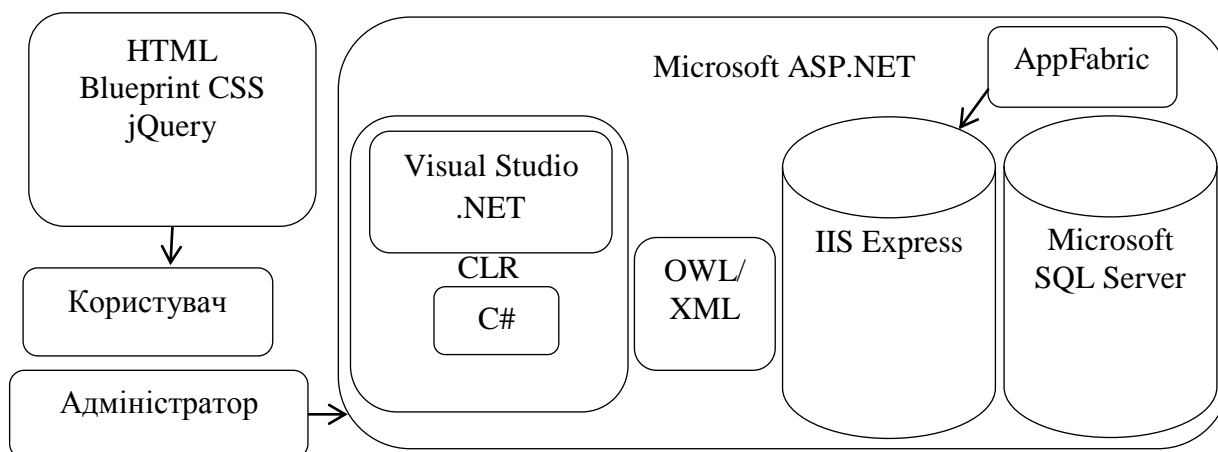 HTML
Blueprint CSS
jQuery
Користувач
Адміністратор
Microsoft ASP.NET
AppFabric
Visual Studio
.NET
CLR
C#
OWL/
XML
IIS Express
Microsoft
SQL Server